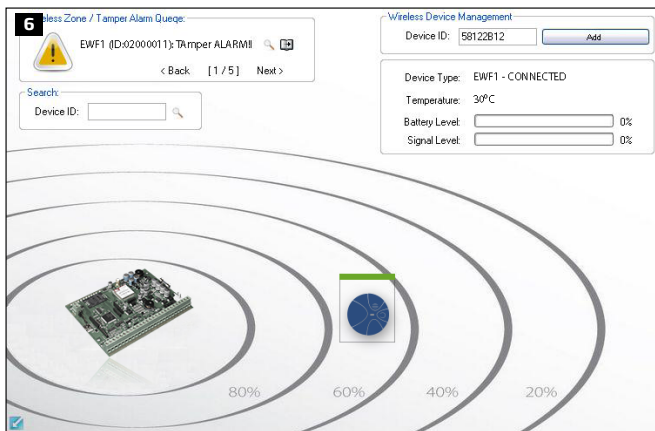 6
eless Zone / Tamper Alarm Queqe:
EWF1 (ID:02000011): TAmper ALARM!!
< Back [ 1 / 5 ] Next >
Search:
Device ID:
Wireless Device Management
Device ID: 58122B12 Add
Device Type: EWF1 - CONNECTED
Temperature: 30°C
Battery Level: 0%
Signal Level: 0%
80% 60% 40% 20%